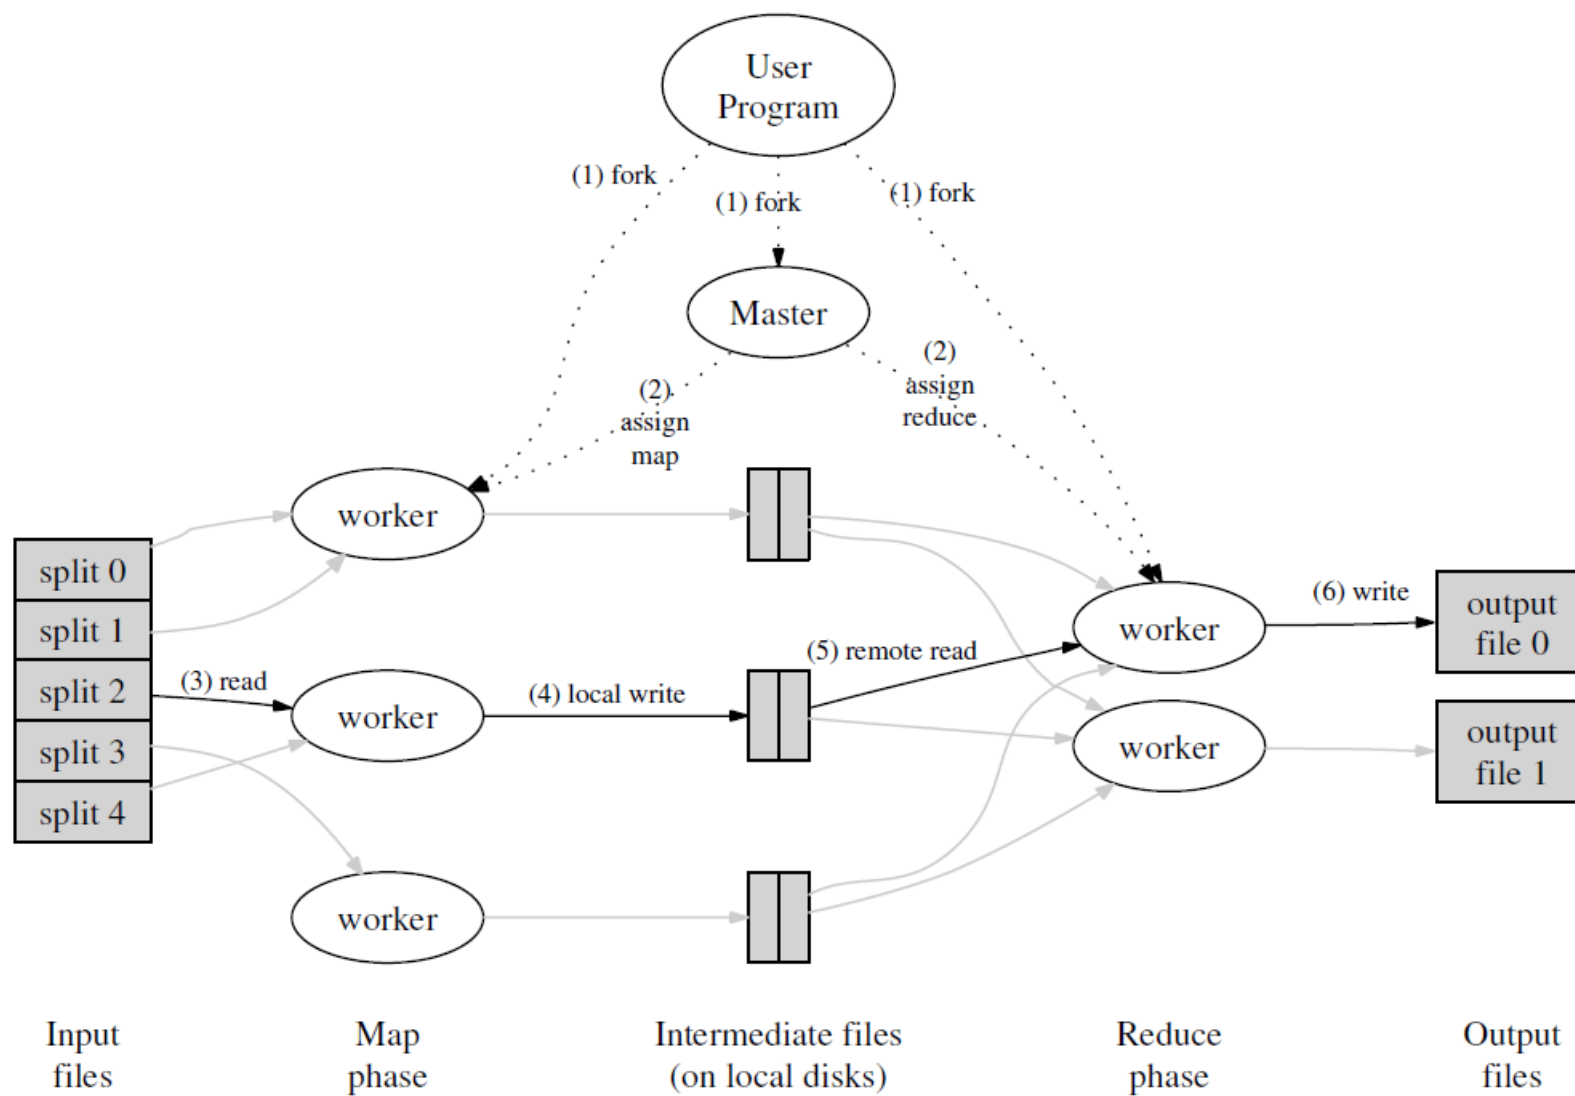 User
Program
(1) fork
(1) fork
(1) fork
Master
(2)
assign
map
(2)
assign
reduce
worker
split 0
split 1
split 2
split 3
split 4
(3) read
worker
(4) local write
(5) remote read
worker
(6) write
output
file 0
worker
output
file 1
worker
Input
files
Map
phase
Intermediate files
(on local disks)
Reduce
phase
Output
files